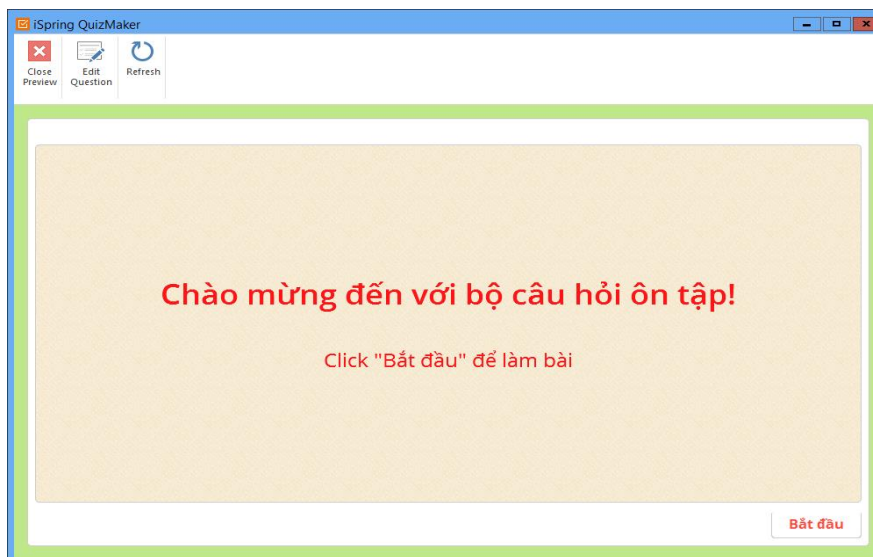 iSpring QuizMaker
Close Preview
Edit Question
Refresh
Chào mừng đến với bộ câu hỏi ôn tập!
Click "Bắt đầu" để làm bài
Bắt đầu